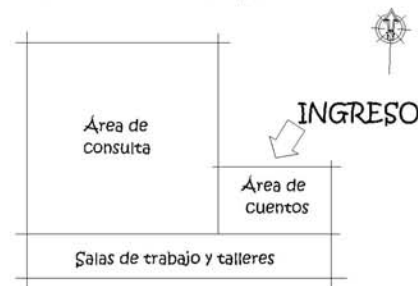 Área de
consulta
INGRESO
Área de
cuentos
Salas de trabajo y talleres